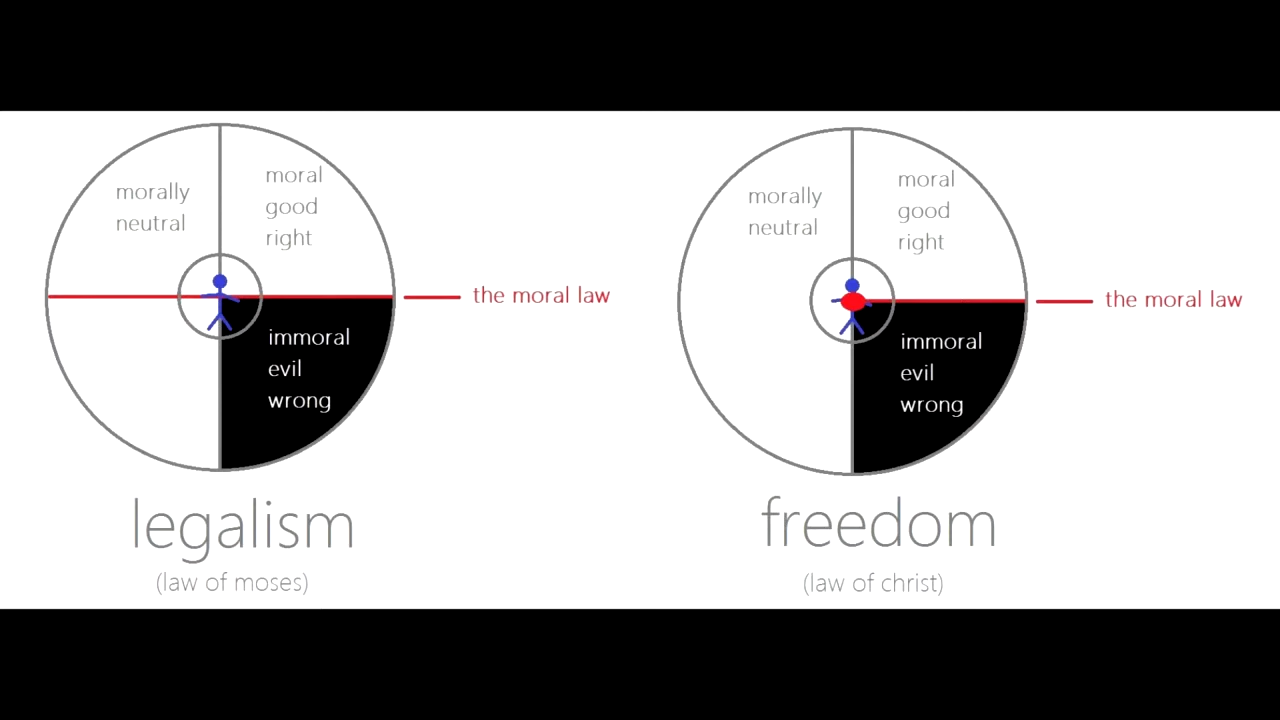 morally
neutral
moral
good
right
the moral law
immoral
evil
wrong
legalism
(law of moses)
morally
neutral
moral
good
right
the moral law
immoral
evil
wrong
freedom
(law of christ)